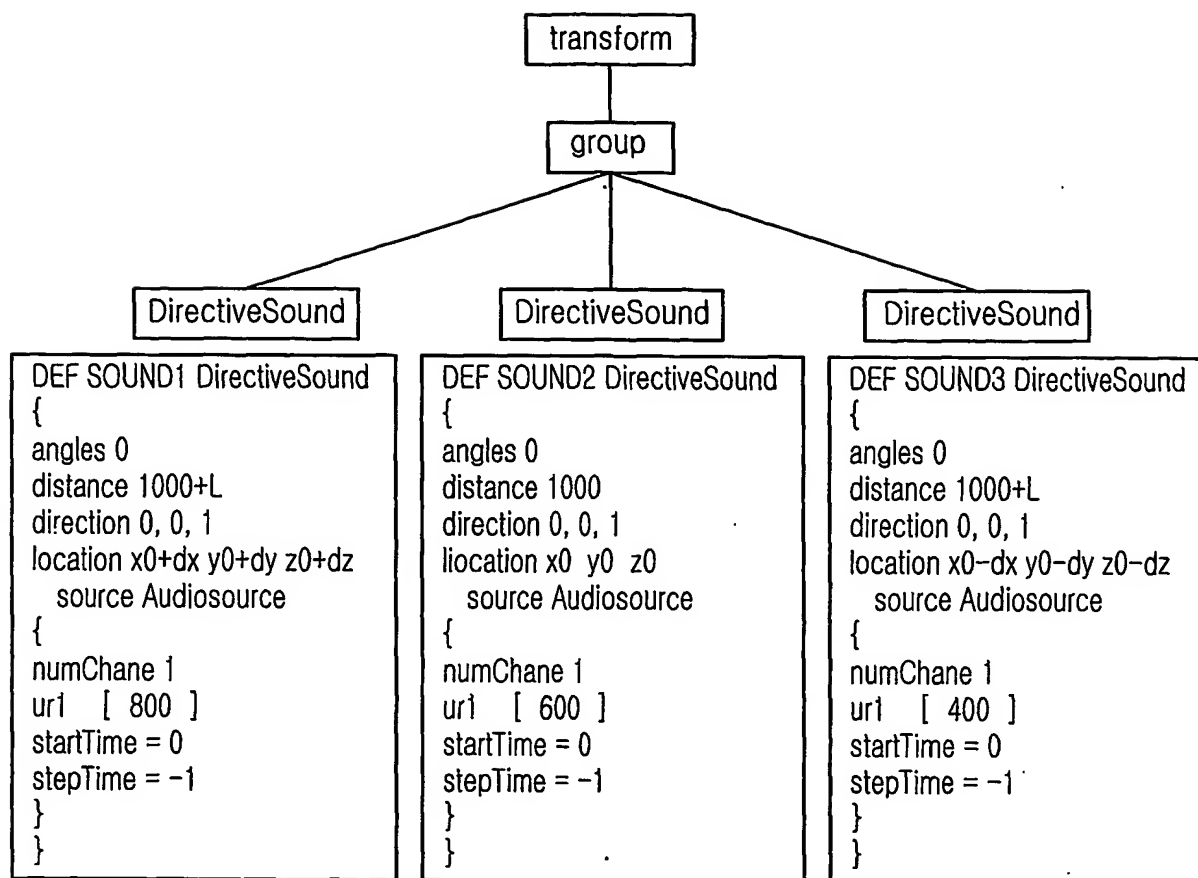 transform
group
DirectiveSound
DirectiveSound
DirectiveSound
DEF SOUND1 DirectiveSound
{
angles 0
distance 1000+L
direction 0, 0, 1
location x0+dx y0+dy z0+dz
source Audiosource
{
numChane 1
ur1 [ 800 ]
startTime = 0
stepTime = −1
}
}
DEF SOUND2 DirectiveSound
{
angles 0
distance 1000
direction 0, 0, 1
liocation x0 y0 z0
source Audiosource
{
numChane 1
ur1 [ 600 ]
startTime = 0
stepTime = −1
}
}
DEF SOUND3 DirectiveSound
{
angles 0
distance 1000+L
direction 0, 0, 1
location x0−dx y0−dy z0−dz
source Audiosource
{
numChane 1
ur1 [ 400 ]
startTime = 0
stepTime = −1
}
}